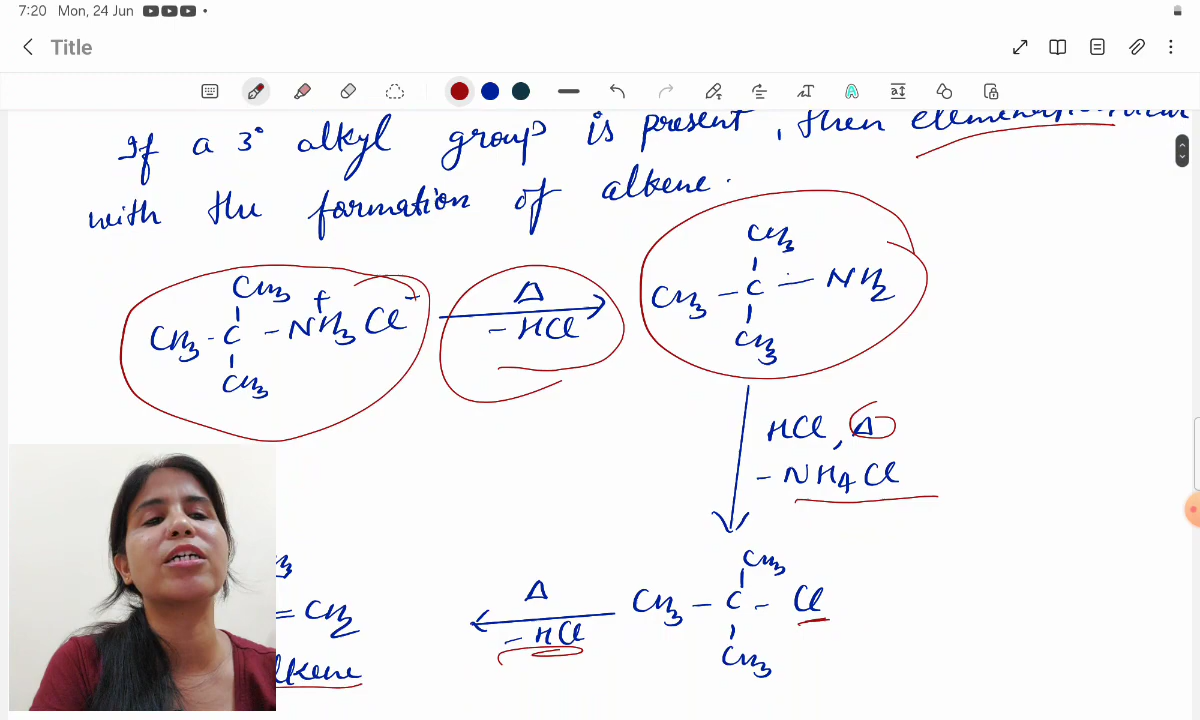 7:20 Mon, 24 Jun
Title
If a 3° alkyl group is present, then
with the formation of alkene.
CH3
CH3 - C - NH3 Cl
+ -
CH3
Δ
- HCl
CH3
CH3 - C - NH2
CH3
HCl, Δ
- NH4Cl
CH3
CH3 - C - Cl
CH3
Δ
- HCl
= CH2
lkene